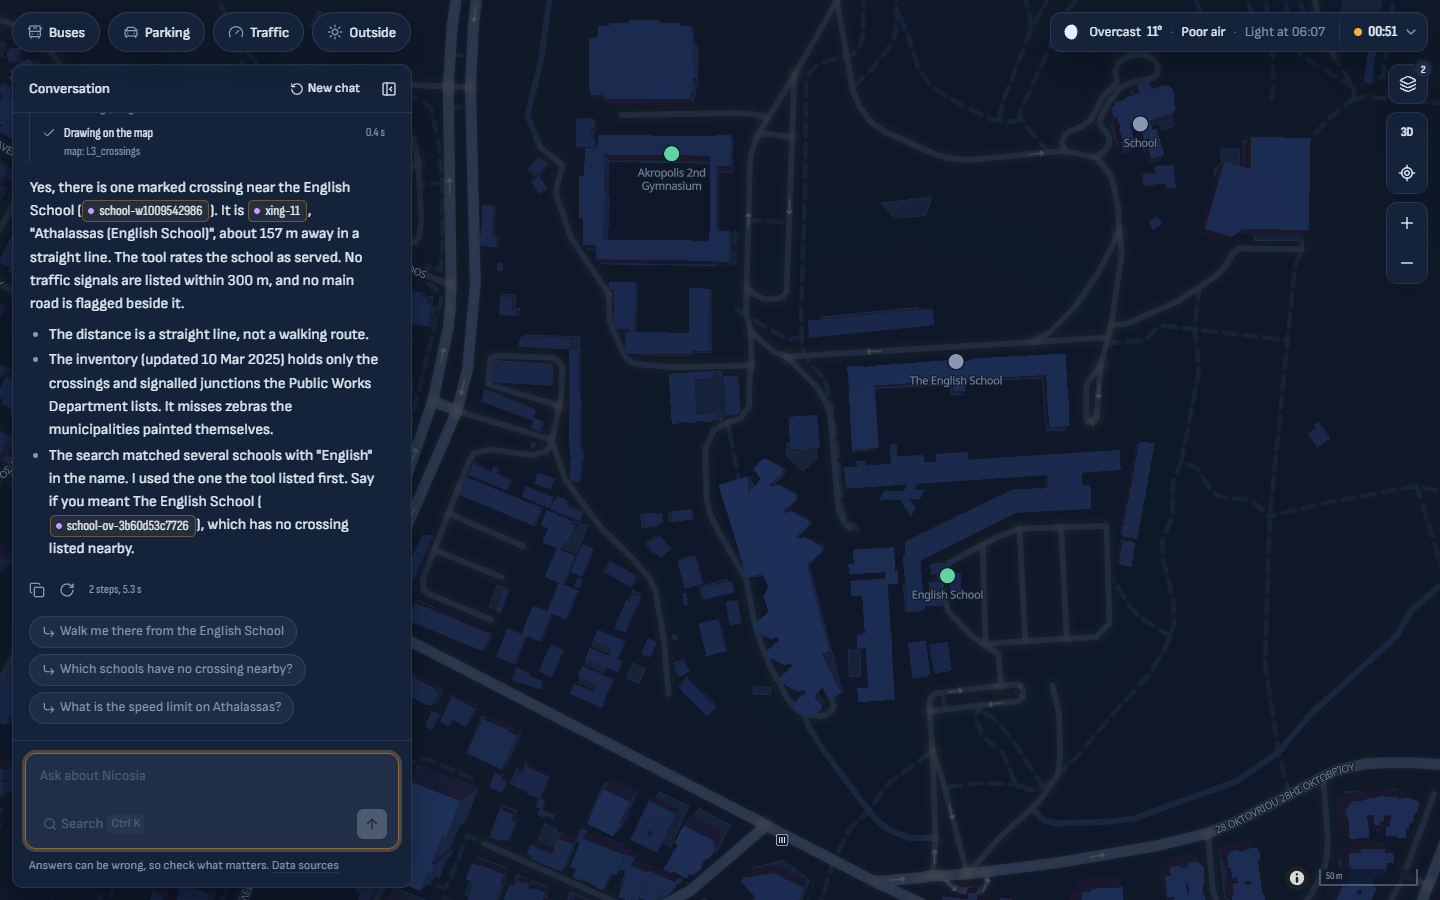 Buses
Parking
Traffic
Outside
Overcast 11° · Poor air · Light at 06:07
00:51
Conversation
New chat
Drawing on the map
0.4 s
map: L3_crossings
Yes, there is one marked crossing near the English
School ( school-w1009542986 ). It is xing-11 ,
"Athalassas (English School)", about 157 m away in a
straight line. The tool rates the school as served. No
traffic signals are listed within 300 m, and no main
road is flagged beside it.
The distance is a straight line, not a walking route.
The inventory (updated 10 Mar 2025) holds only the
crossings and signalled junctions the Public Works
Department lists. It misses zebras the
municipalities painted themselves.
The search matched several schools with "English"
in the name. I used the one the tool listed first. Say
if you meant The English School (
school-ov-3b60d53c7726 ), which has no crossing
listed nearby.
2 steps, 5.3 s
Walk me there from the English School
Which schools have no crossing nearby?
What is the speed limit on Athalassas?
Ask about Nicosia
Search Ctrl K
Answers can be wrong, so check what matters. Data sources
2
3D
School
Akropolis 2nd
Gymnasium
The English School
English School
28 OKTOVRIOU 28ΗΣ ΟΚΤΩΒΡΙΟΥ
50 m